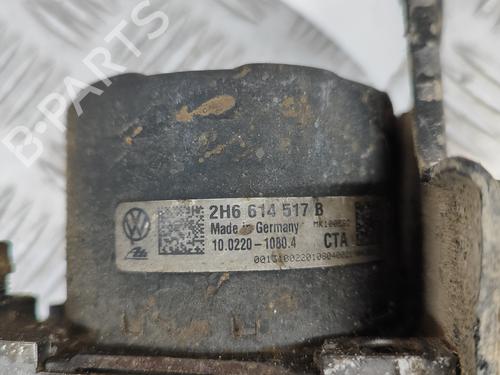 B-Parts
2H6 614 517 B
Made in Germany
10.0220-1080.4
CTA